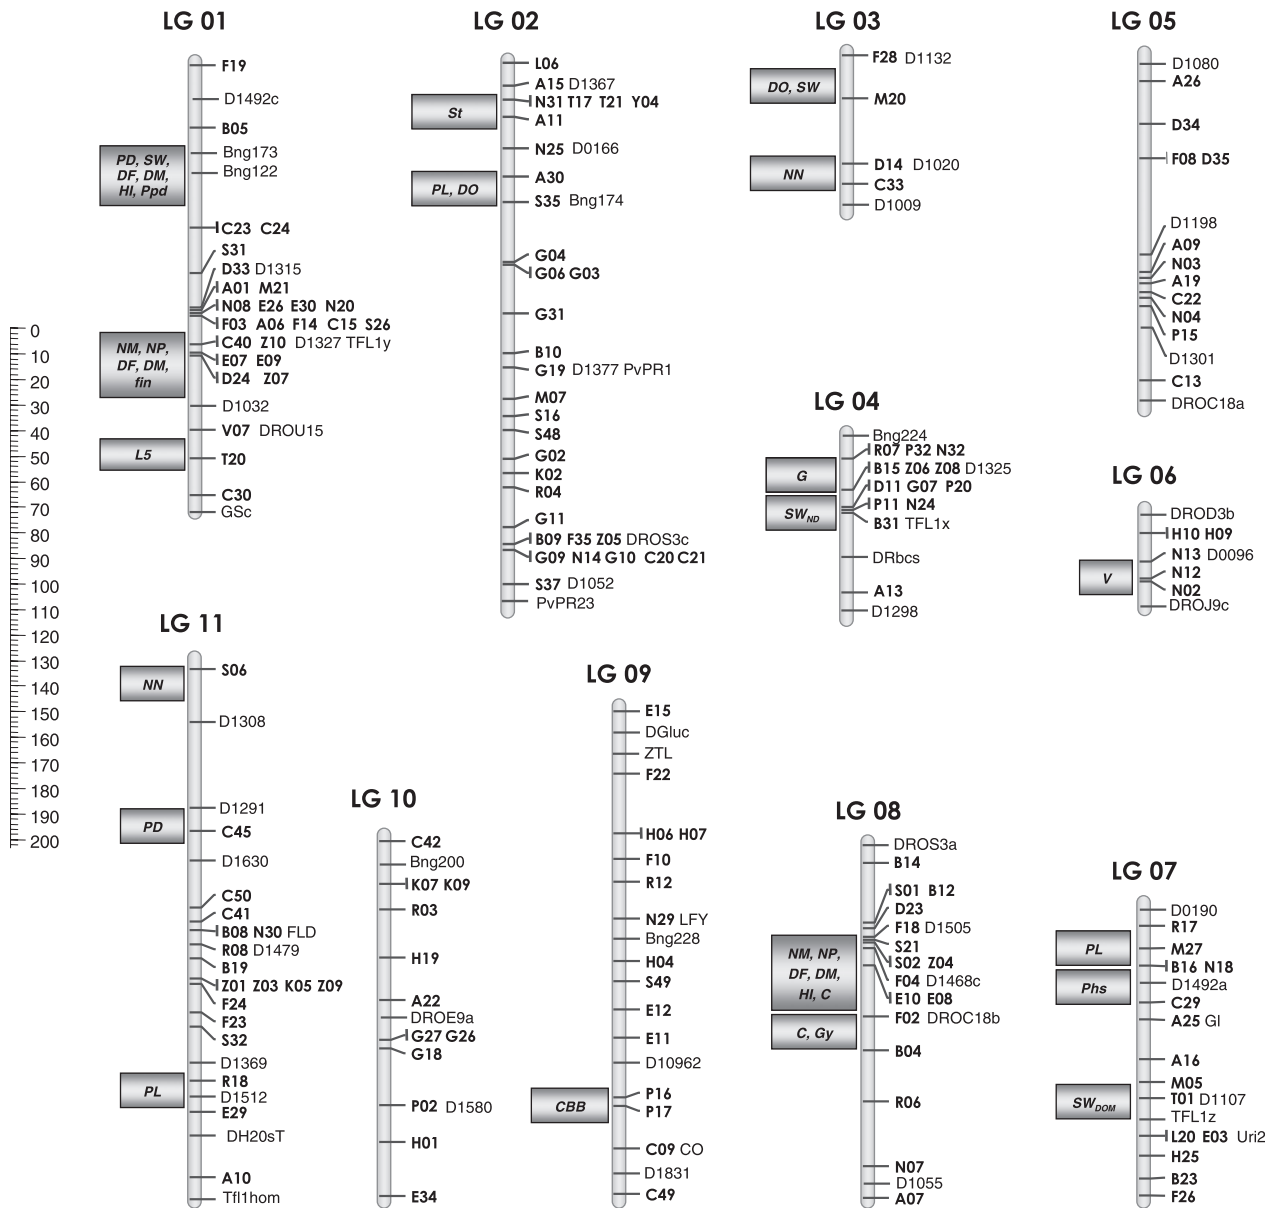 LG 01
F19
D1492c
B05
Bng173
Bng122
C23 C24
S31
D33 D1315
A01 M21
N08 E26 E30 N20
F03 A06 F14 C15 S26
C40 Z10 D1327 TFL1y
E07 E09
D24 Z07
D1032
V07 DROU15
T20
C30
GSc
PD, SW,
DF, DM,
HI, Ppd
NM, NP,
DF, DM,
fin
L5
LG 02
L06
A15 D1367
N31 T17 T21 Y04
A11
N25 D0166
A30
S35 Bng174
G04
G06 G03
G31
B10
G19 D1377 PvPR1
M07
S16
S48
G02
K02
R04
G11
B09 F35 Z05 DROS3c
G09 N14 G10 C20 C21
S37 D1052
PvPR23
St
PL, DO
LG 03
F28 D1132
M20
D14 D1020
C33
D1009
DO, SW
NN
LG 05
D1080
A26
D34
F08 D35
D1198
A09
N03
A19
C22
N04
P15
D1301
C13
DROC18a
LG 04
Bng224
R07 P32 N32
B15 Z06 Z08 D1325
D11 G07 P20
P11 N24
B31 TFL1x
DRbcs
A13
D1298
G
SWND
LG 06
DROD3b
H10 H09
N13 D0096
N12
N02
DROJ9c
V
0
10
20
30
40
50
60
70
80
90
100
110
120
130
140
150
160
170
180
190
200
LG 11
S06
D1308
D1291
C45
D1630
C50
C41
B08 N30 FLD
R08 D1479
B19
Z01 Z03 K05 Z09
F24
F23
S32
D1369
R18
D1512
E29
DH20sT
A10
Tfl1hom
NN
PD
PL
LG 10
C42
Bng200
K07 K09
R03
H19
A22
DROE9a
G27 G26
G18
P02 D1580
H01
E34
LG 09
E15
DGluc
ZTL
F22
H06 H07
F10
R12
N29 LFY
Bng228
H04
S49
E12
E11
D10962
P16
P17
C09 CO
D1831
C49
CBB
LG 08
DROS3a
B14
S01 B12
D23
F18 D1505
S21
S02 Z04
F04 D1468c
E10 E08
F02 DROC18b
B04
R06
N07
D1055
A07
NM, NP,
DF, DM,
HI, C
C, Gy
LG 07
D0190
R17
M27
B16 N18
D1492a
C29
A25 GI
A16
M05
T01 D1107
TFL1z
L20 E03 Uri2
H25
B23
F26
PL
Phs
SWDOM